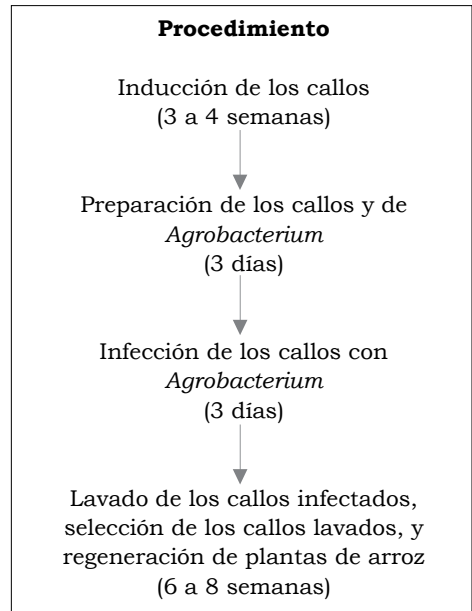 Procedimiento
Inducción de los callos
(3 a 4 semanas)
Preparación de los callos y de
Agrobacterium
(3 días)
Infección de los callos con
Agrobacterium
(3 días)
Lavado de los callos infectados,
selección de los callos lavados, y
regeneración de plantas de arroz
(6 a 8 semanas)